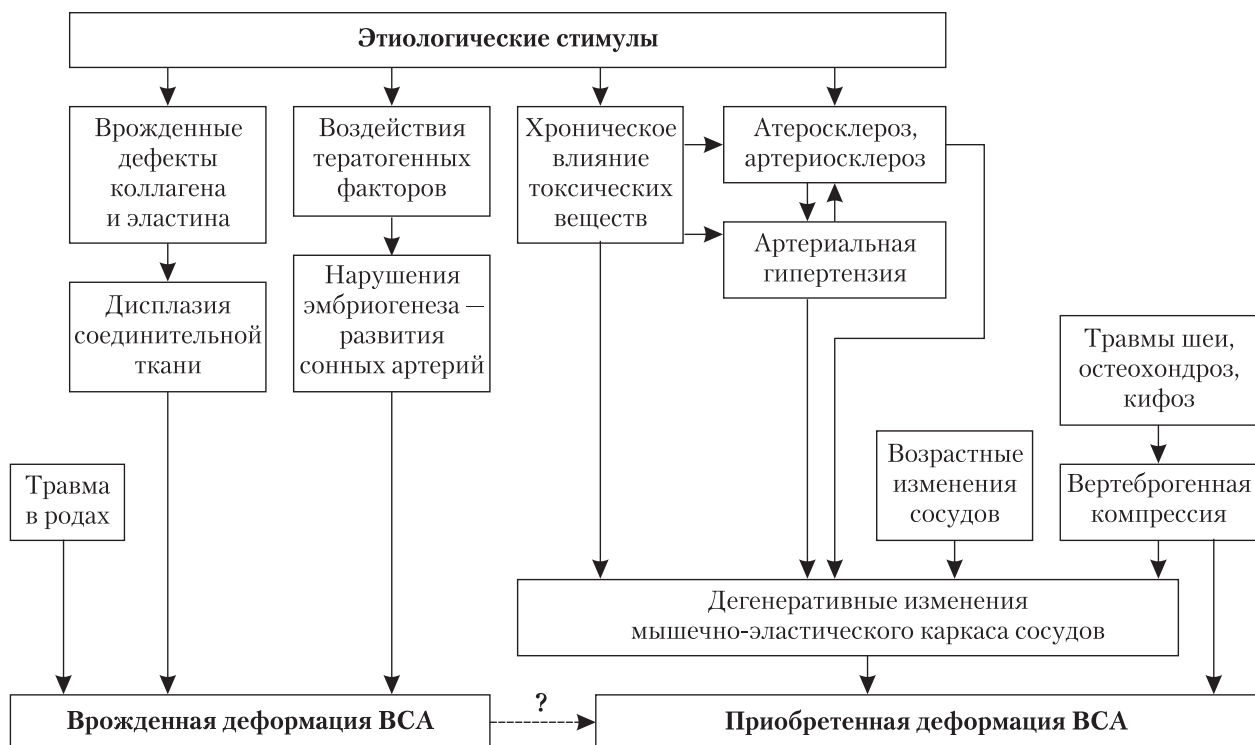 Этиологические стимулы
Врожденные
дефекты
коллагена
и эластина
Воздействия
тератогенных
факторов
Хроническое
влияние
токсических
веществ
Атеросклероз,
артериосклероз
Артериальная
гипертензия
Дисплазия
соединительной
ткани
Нарушения
эмбриогенеза —
развития
сонных артерий
Травмы шеи,
остеохондроз,
кифоз
Травма
в родах
Возрастные
изменения
сосудов
Вертеброгенная
компрессия
Дегенеративные изменения
мышечно-эластического каркаса сосудов
Врожденная деформация ВСА
?
Приобретенная деформация ВСА